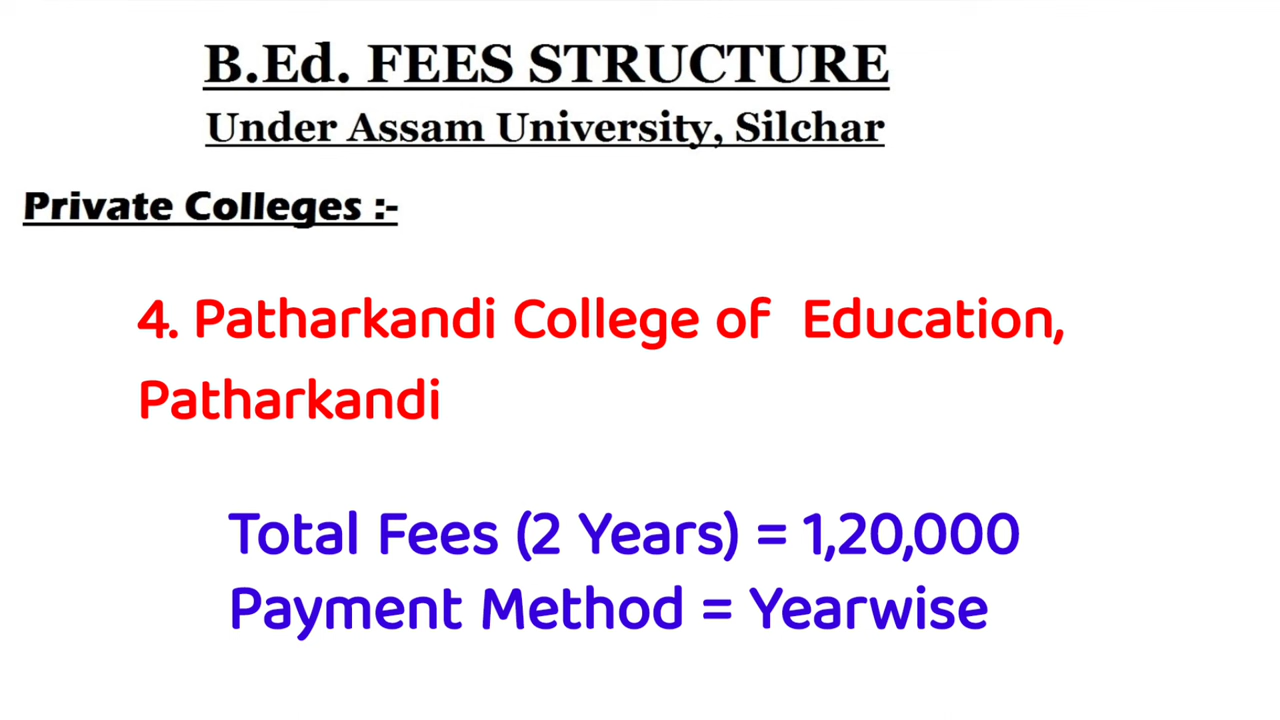 B.Ed. FEES STRUCTURE
Under Assam University, Silchar
Private Colleges :-
4. Patharkandi College of Education,
Patharkandi
Total Fees (2 Years) = 1,20,000
Payment Method = Yearwise